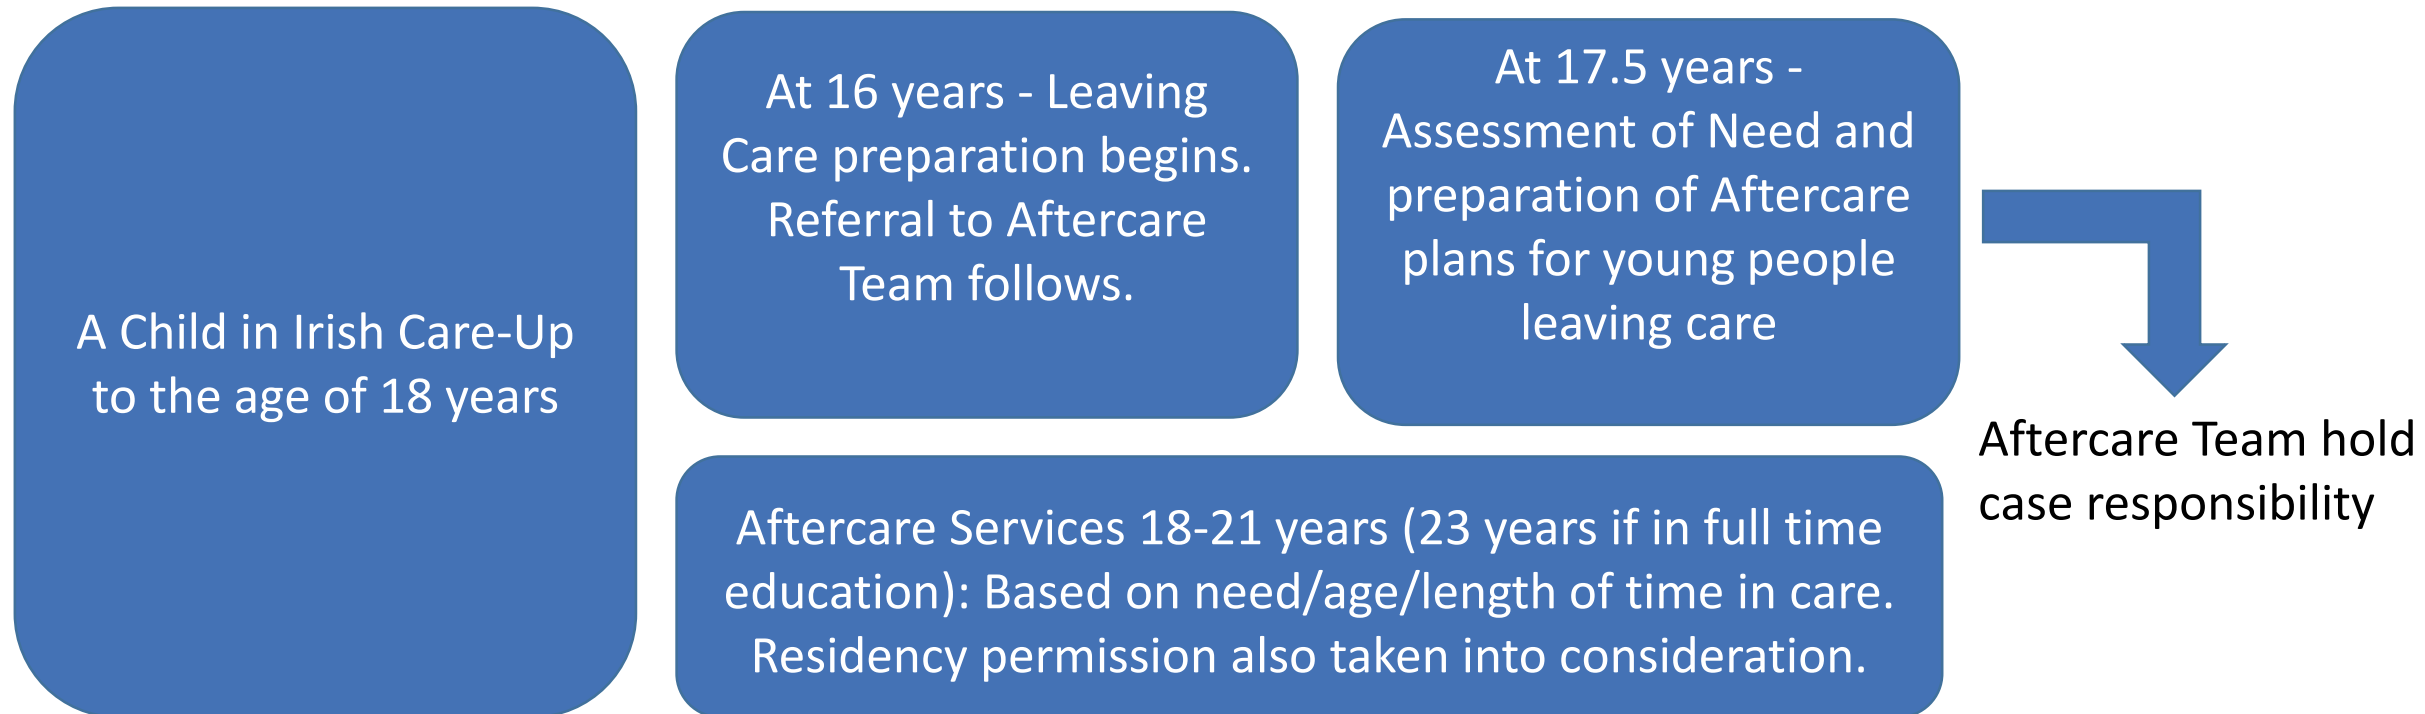 A Child in Irish Care-Up
to the age of 18 years
At 16 years - Leaving
Care preparation begins.
Referral to Aftercare
Team follows.
At 17.5 years -
Assessment of Need and
preparation of Aftercare
plans for young people
leaving care
Aftercare Team hold
case responsibility
Aftercare Services 18-21 years (23 years if in full time
education): Based on need/age/length of time in care.
Residency permission also taken into consideration.